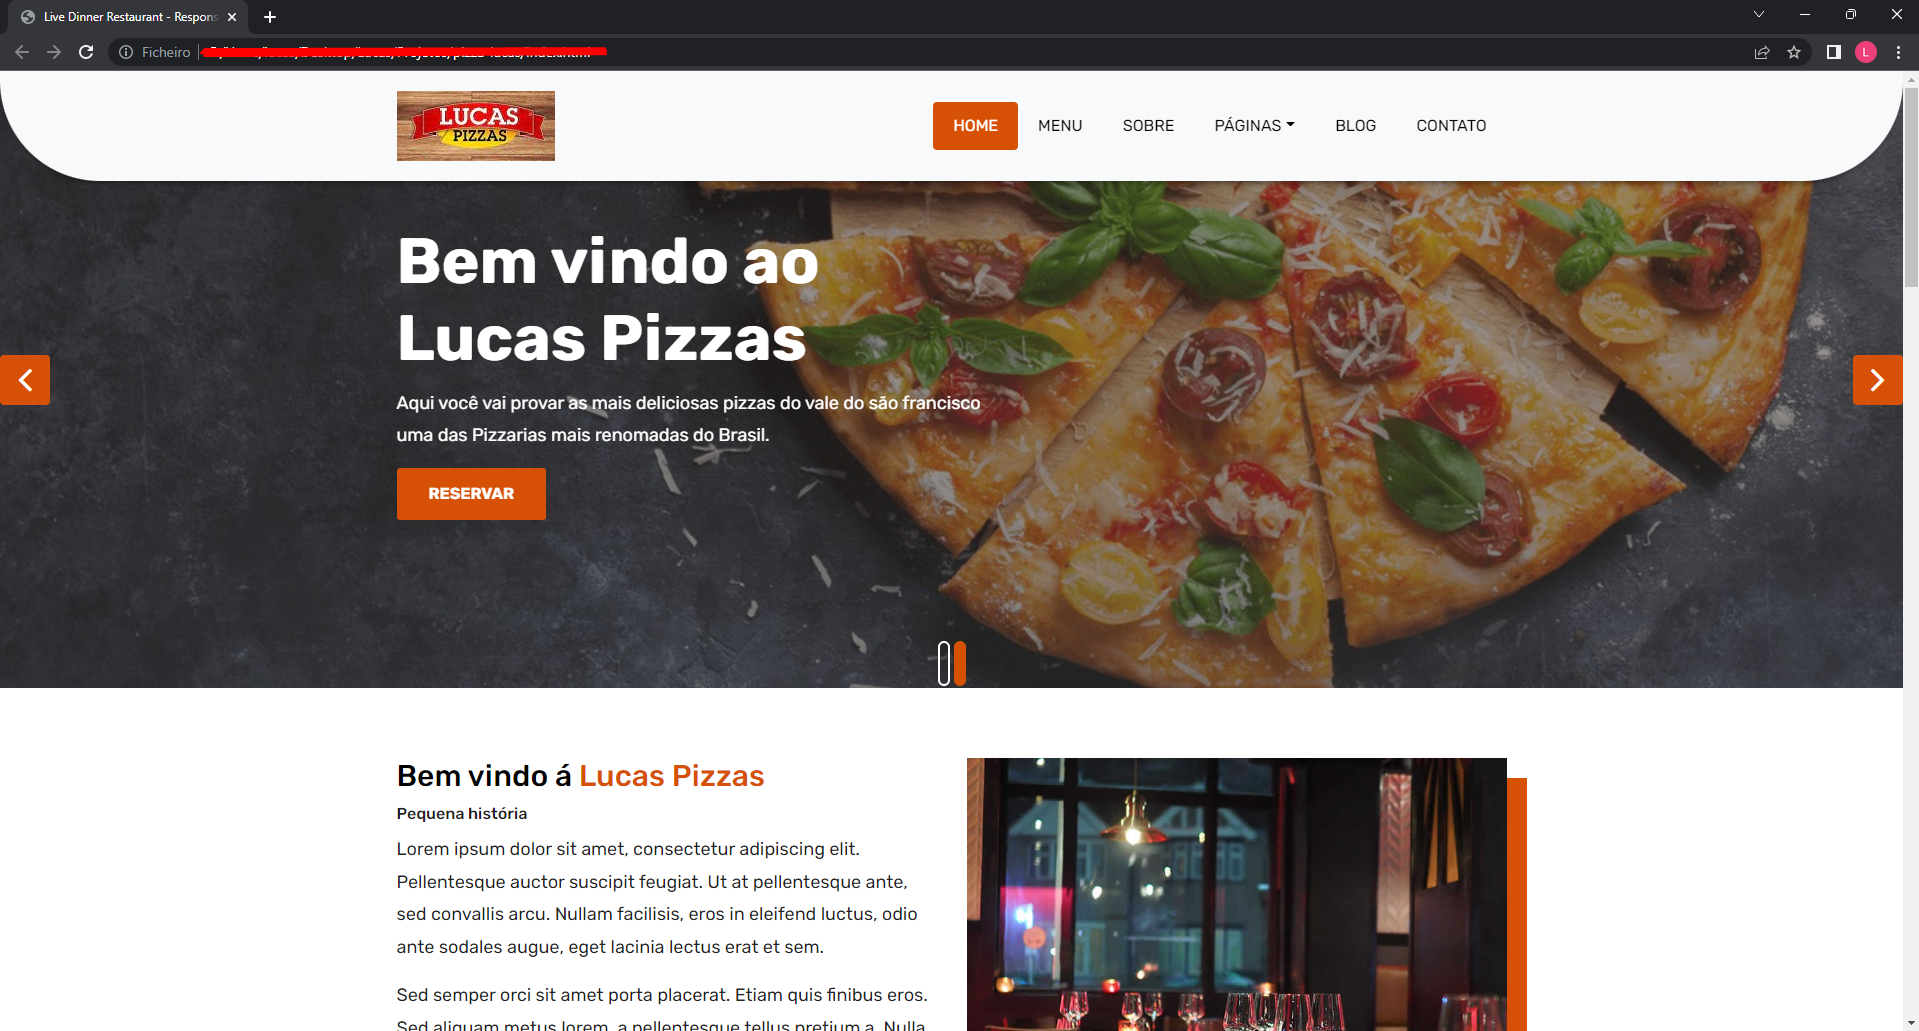 Live Dinner Restaurant - Respons
Ficheiro
L
LUCAS
PIZZAS
HOME
MENU
SOBRE
PÁGINAS
BLOG
CONTATO
Bem vindo ao
Lucas Pizzas
Aqui você vai provar as mais deliciosas pizzas do vale do são francisco
uma das Pizzarias mais renomadas do Brasil.
RESERVAR
Bem vindo á Lucas Pizzas
Pequena história
Lorem ipsum dolor sit amet, consectetur adipiscing elit.
Pellentesque auctor suscipit feugiat. Ut at pellentesque ante,
sed convallis arcu. Nullam facilisis, eros in eleifend luctus, odio
ante sodales augue, eget lacinia lectus erat et sem.
Sed semper orci sit amet porta placerat. Etiam quis finibus eros.
Sed aliquam metus lorem, a pellentesque tellus pretium a. Nulla